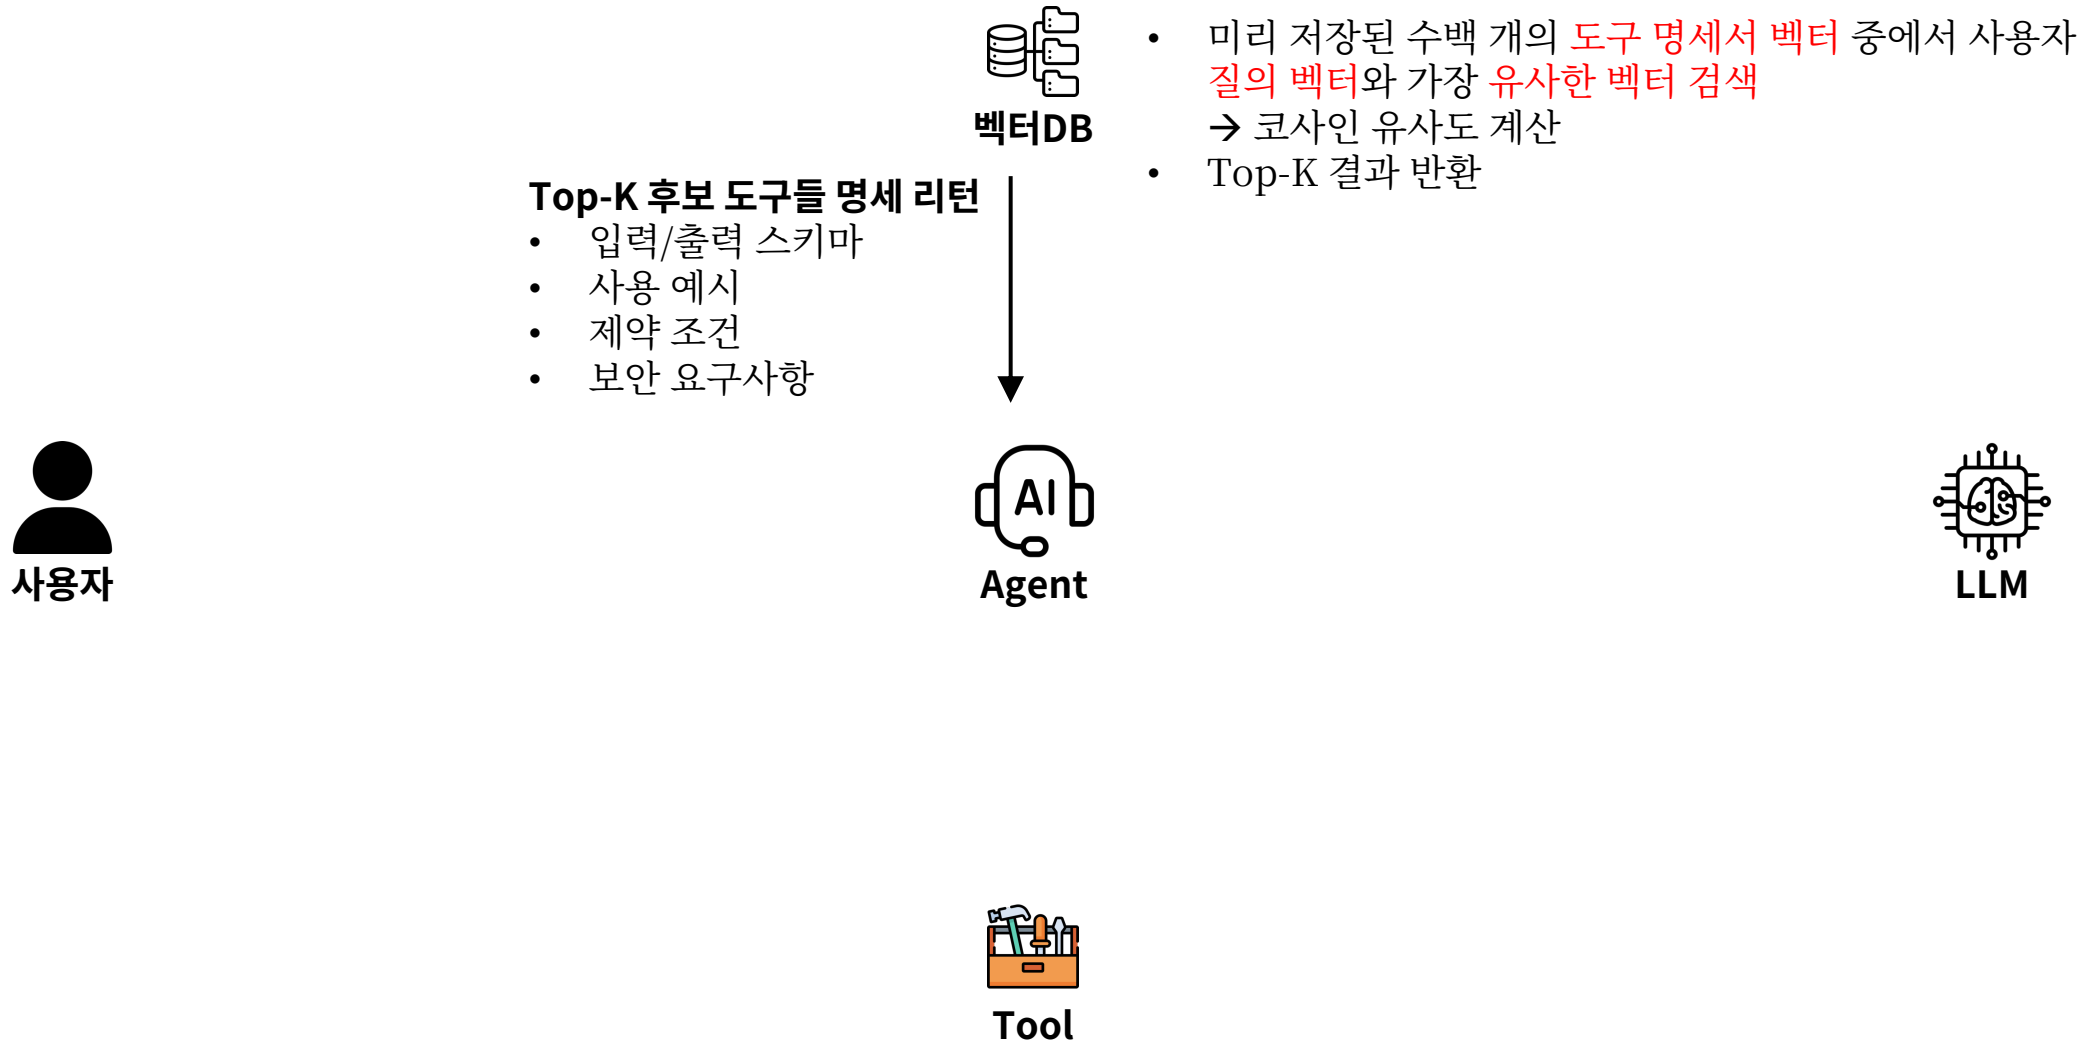 • 미리 저장된 수백 개의 도구 명세서 벡터 중에서 사용자
질의 벡터와 가장 유사한 벡터 검색
→ 코사인 유사도 계산
• Top-K 결과 반환
벡터DB
Top-K 후보 도구들 명세 리턴
• 입력/출력 스키마
• 사용 예시
• 제약 조건
• 보안 요구사항
사용자
AI
Agent
LLM
Tool